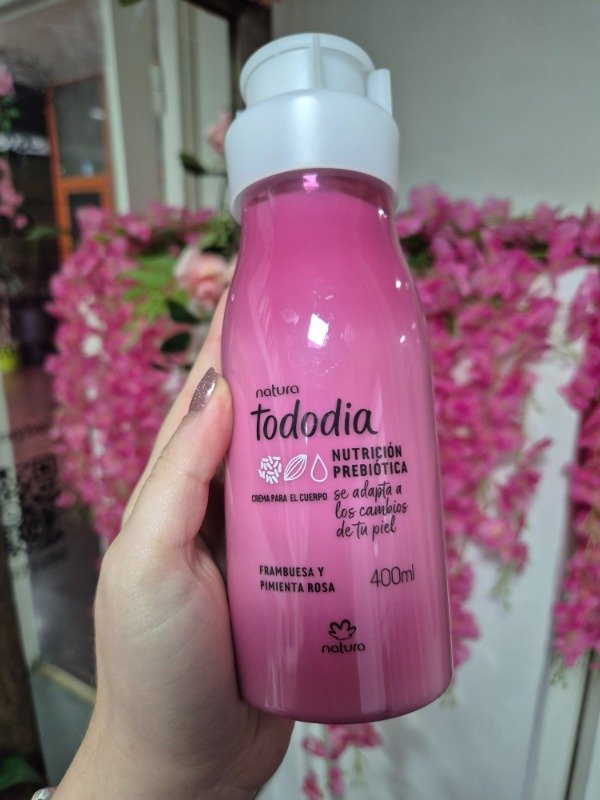 natura
tododia
NUTRICIÓN
PREBIÓTICA
CREMA PARA EL CUERPO
se adapta a
los cambios
de tu piel
FRAMBUESA Y
PIMIENTA ROSA
400ml
natura